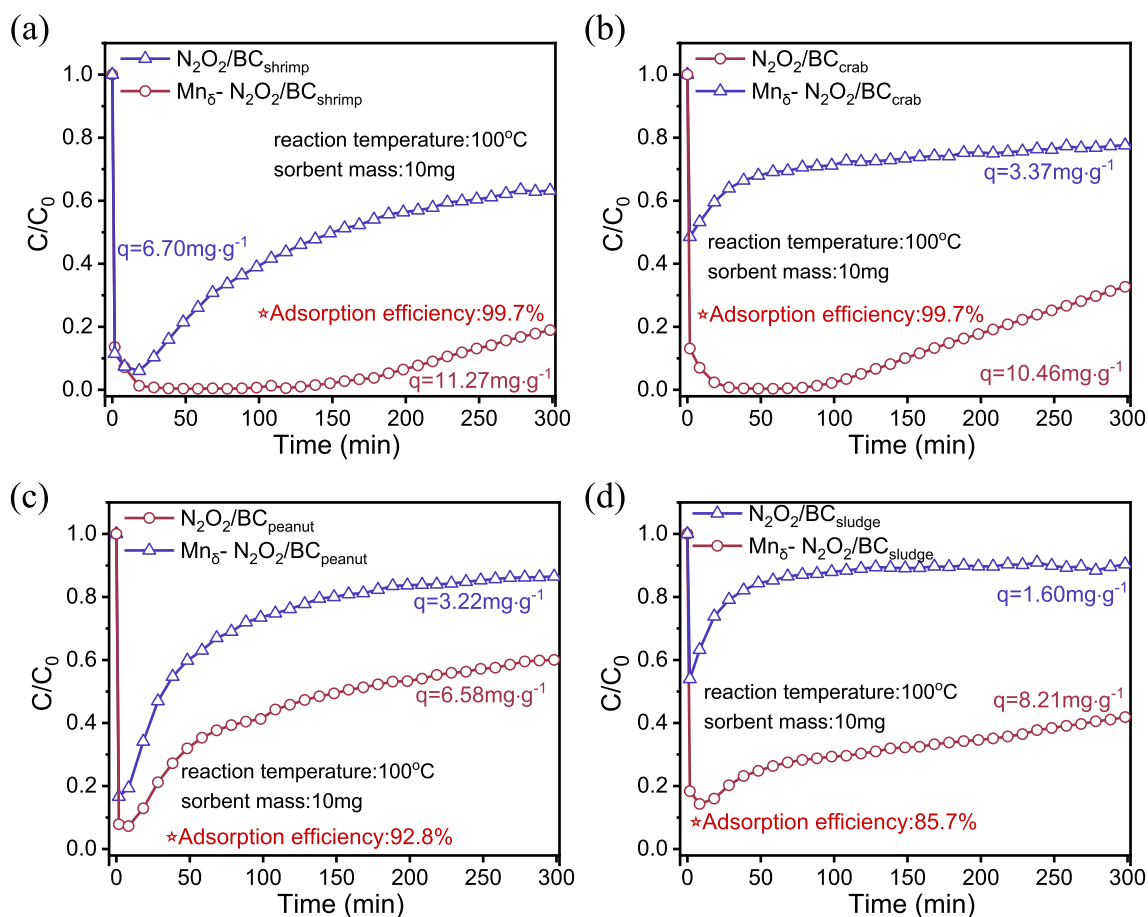 (a)
N₂O₂/BCshrimp
Mnδ- N₂O₂/BCshrimp
reaction temperature:100°C
sorbent mass:10mg
q=6.70mg·g⁻¹
☆Adsorption efficiency:99.7%
q=11.27mg·g⁻¹
C/C₀
1.0
0.8
0.6
0.4
0.2
0.0
0 50 100 150 200 250 300
Time (min)
(b)
N₂O₂/BCcrab
Mnδ- N₂O₂/BCcrab
q=3.37mg·g⁻¹
reaction temperature:100°C
sorbent mass:10mg
☆Adsorption efficiency:99.7%
q=10.46mg·g⁻¹
C/C₀
1.0
0.8
0.6
0.4
0.2
0.0
0 50 100 150 200 250 300
Time (min)
(c)
N₂O₂/BCpeanut
Mnδ- N₂O₂/BCpeanut
q=3.22mg·g⁻¹
q=6.58mg·g⁻¹
reaction temperature:100°C
sorbent mass:10mg
☆Adsorption efficiency:92.8%
C/C₀
1.0
0.8
0.6
0.4
0.2
0.0
0 50 100 150 200 250 300
Time (min)
(d)
N₂O₂/BCsludge
Mnδ- N₂O₂/BCsludge
q=1.60mg·g⁻¹
reaction temperature:100°C
sorbent mass:10mg
q=8.21mg·g⁻¹
☆Adsorption efficiency:85.7%
C/C₀
1.0
0.8
0.6
0.4
0.2
0.0
0 50 100 150 200 250 300
Time (min)